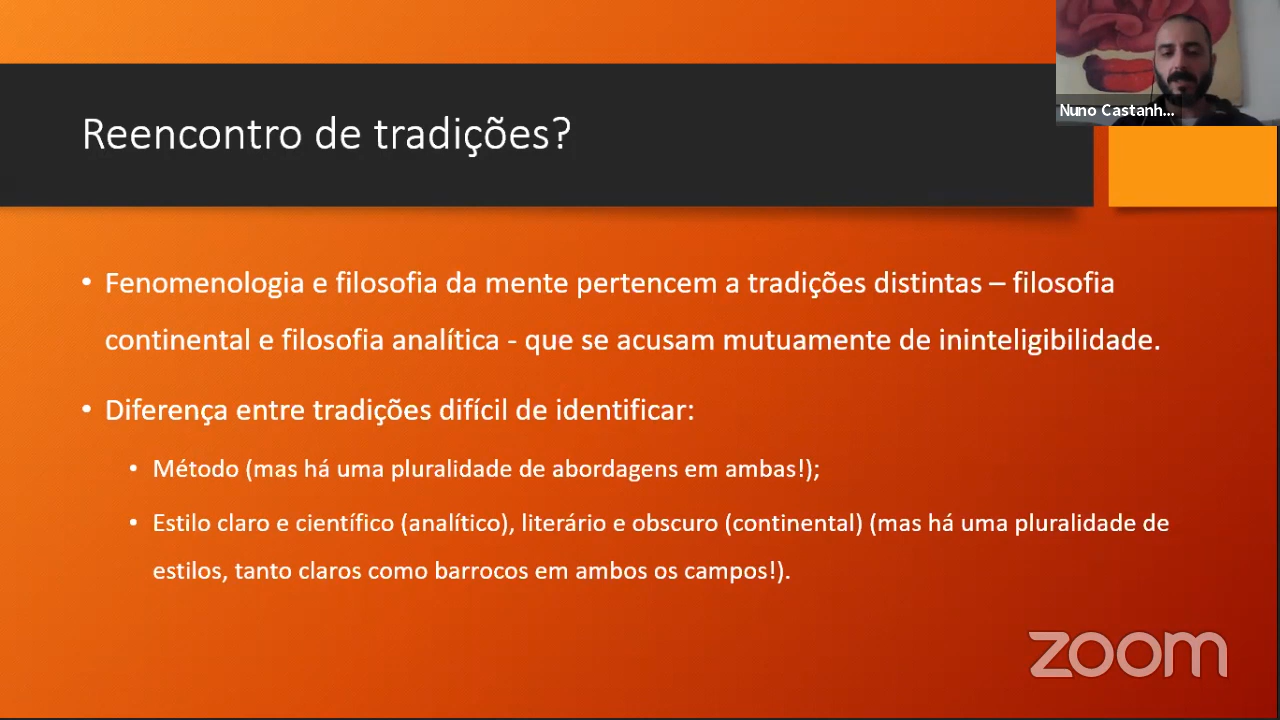 Nuno Castanh...
Reencontro de tradições?
• Fenomenologia e filosofia da mente pertencem a tradições distintas – filosofia
continental e filosofia analítica - que se acusam mutuamente de ininteligibilidade.
• Diferença entre tradições difícil de identificar:
• Método (mas há uma pluralidade de abordagens em ambas!);
• Estilo claro e científico (analítico), literário e obscuro (continental) (mas há uma pluralidade de
estilos, tanto claros como barrocos em ambos os campos!).
zoom